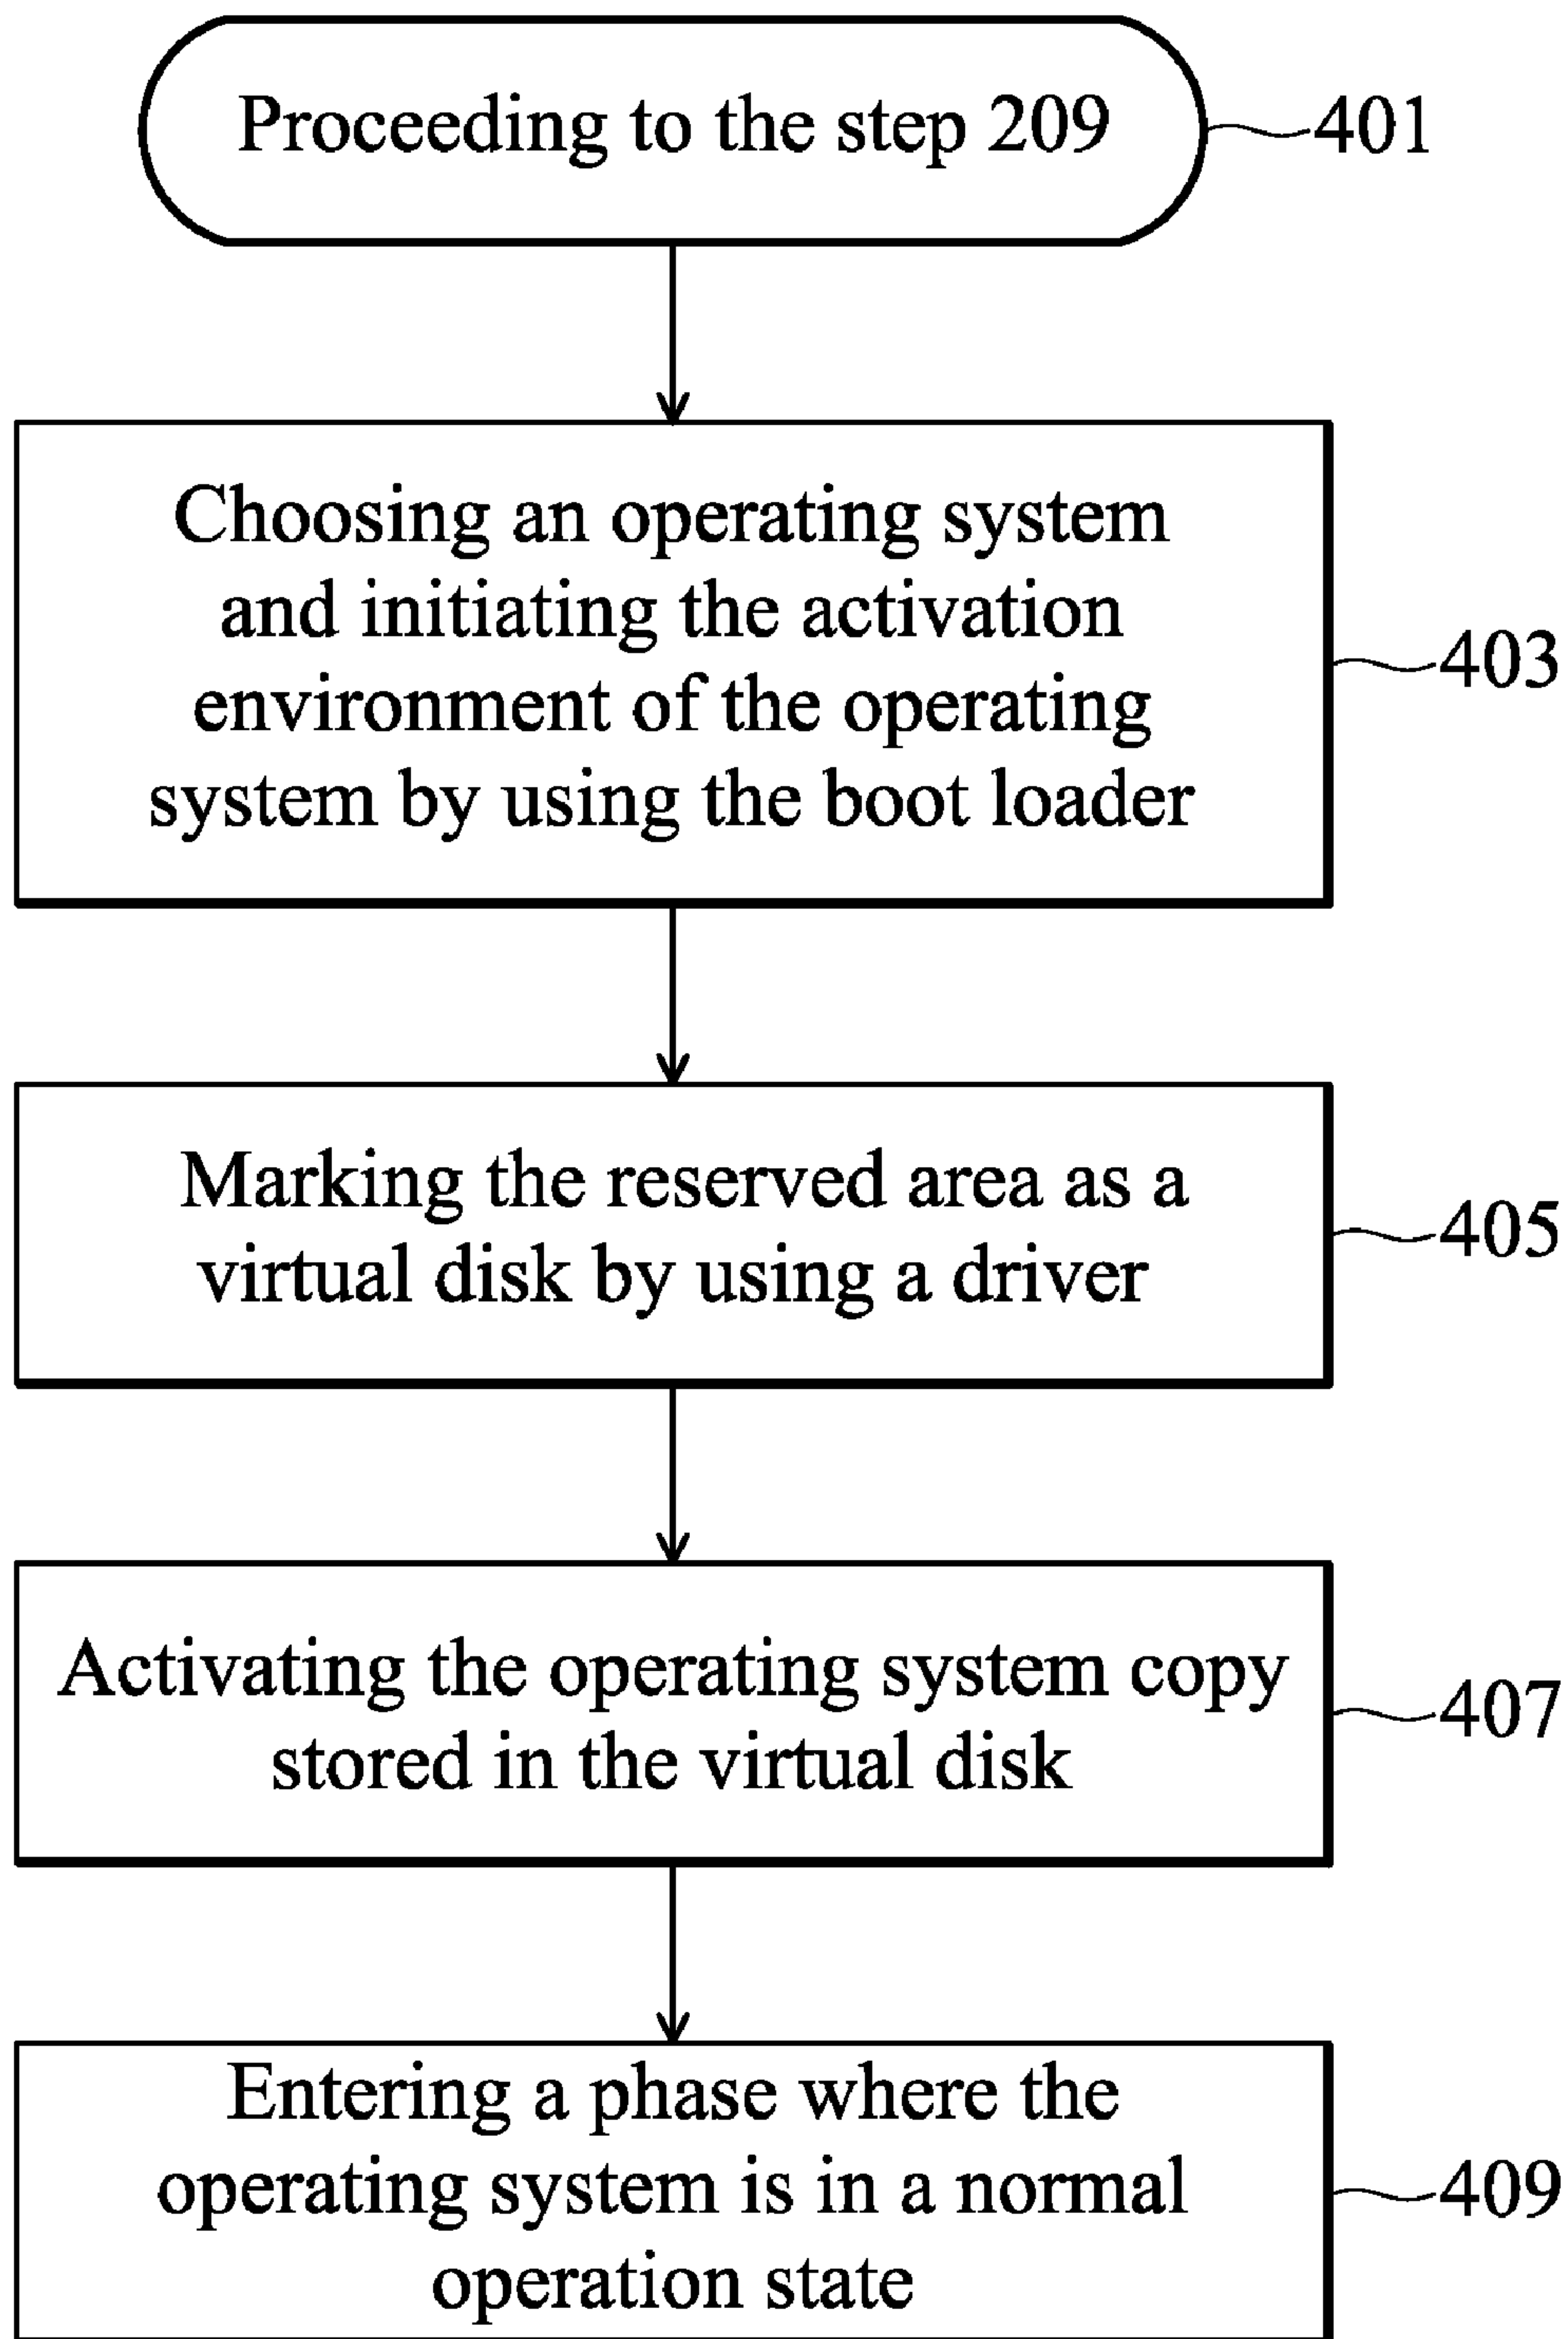 Proceeding to the step 209
401
Choosing an operating system
and initiating the activation
environment of the operating
system by using the boot loader
403
Marking the reserved area as a
virtual disk by using a driver
405
Activating the operating system copy
stored in the virtual disk
407
Entering a phase where the
operating system is in a normal
operation state
409